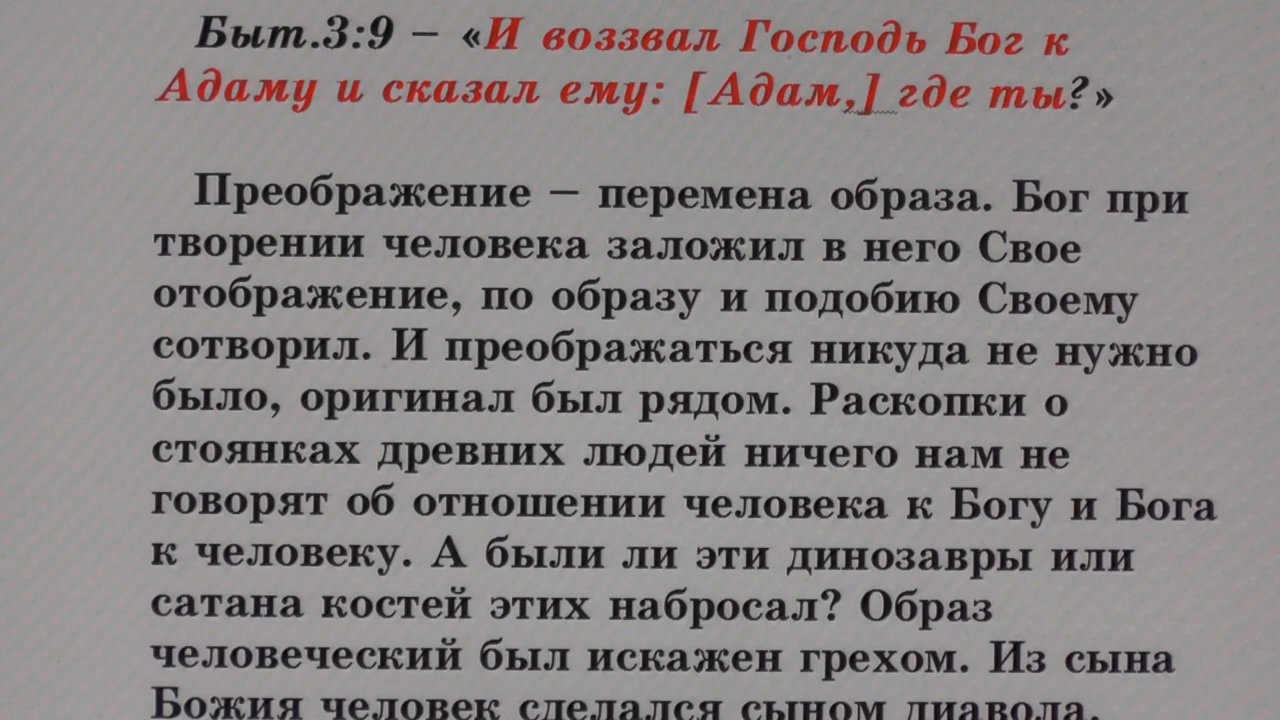 Быт.3:9 – «И воззвал Господь Бог к
Адаму и сказал ему: [Адам,] где ты?»
Преображение – перемена образа. Бог при
творении человека заложил в него Свое
отображение, по образу и подобию Своему
сотворил. И преображаться никуда не нужно
было, оригинал был рядом. Раскопки о
стоянках древних людей ничего нам не
говорят об отношении человека к Богу и Бога
к человеку. А были ли эти динозавры или
сатана костей этих набросал? Образ
человеческий был искажен грехом. Из сына
Божия человек сделался сыном диавола.